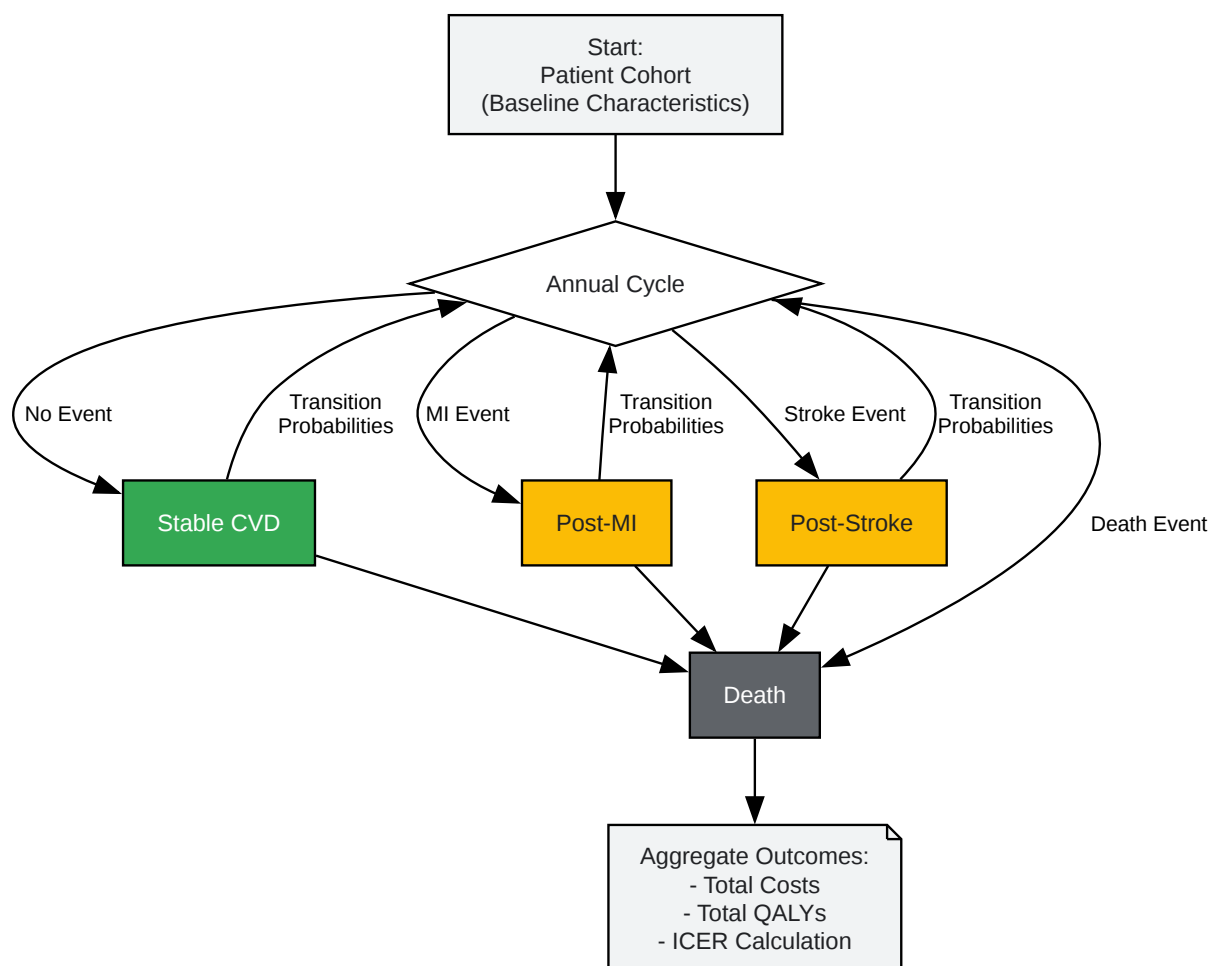 Start:
Patient Cohort
(Baseline Characteristics)
Annual Cycle
No Event
Transition
Probabilities
MI Event
Transition
Probabilities
Stroke Event
Transition
Probabilities
Death Event
Stable CVD
Post-MI
Post-Stroke
Death
Aggregate Outcomes:
- Total Costs
- Total QALYs
- ICER Calculation